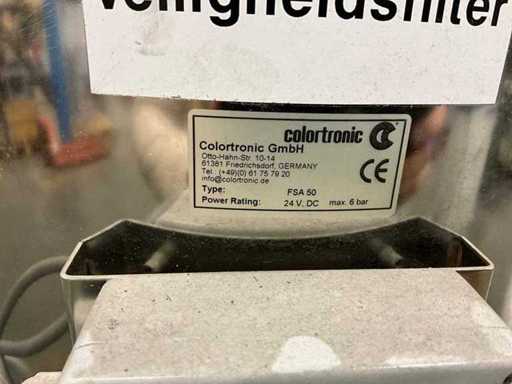 veiligheidsfilter
colortronic
Colortronic GmbH
Otto-Hahn-Str. 10-14
61381 Friedrichsdorf, GERMANY
Tel. (+49)(0) 61 75 79 20
info@colortronic.de
CE
Type: FSA 50
Power Rating: 24 V, DC max. 6 bar